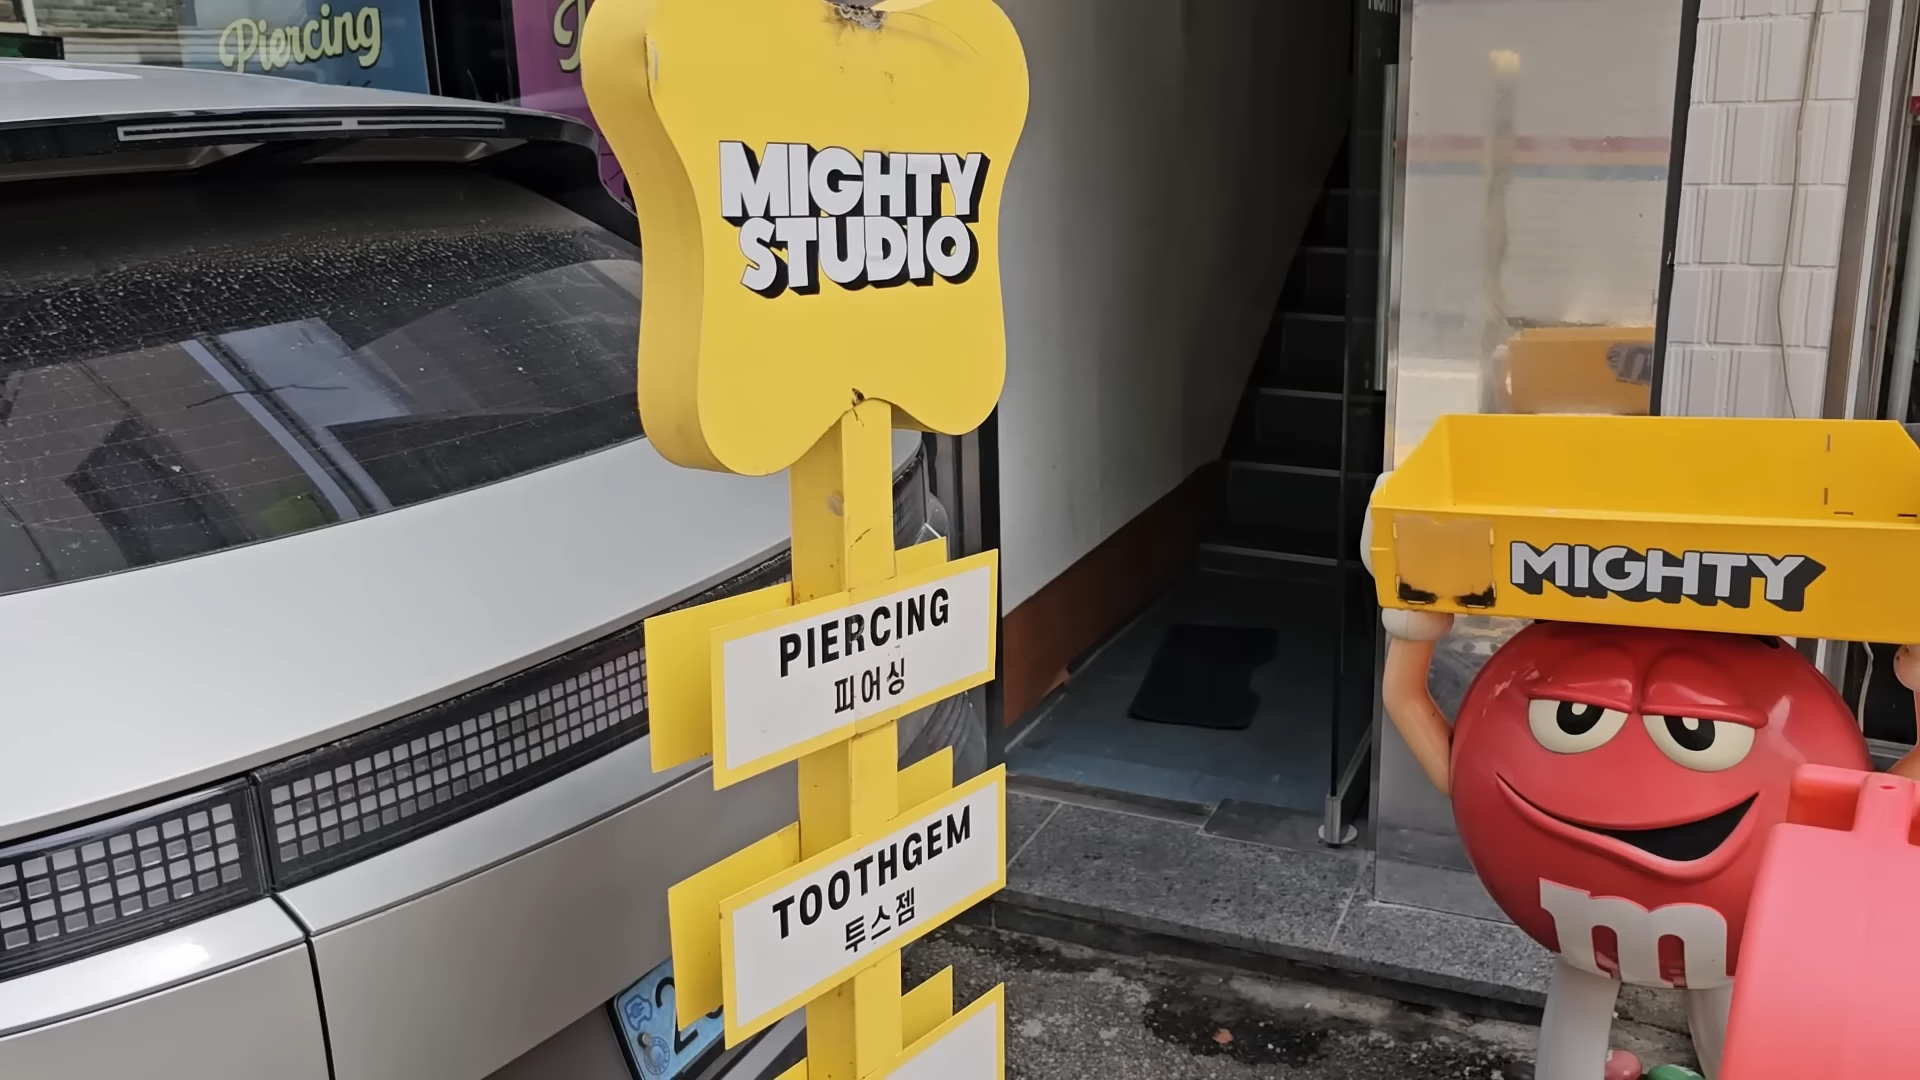 Piercing
MIGHTY
STUDIO
PIERCING
피어싱
TOOTHGEM
투스젬
MIGHTY
m